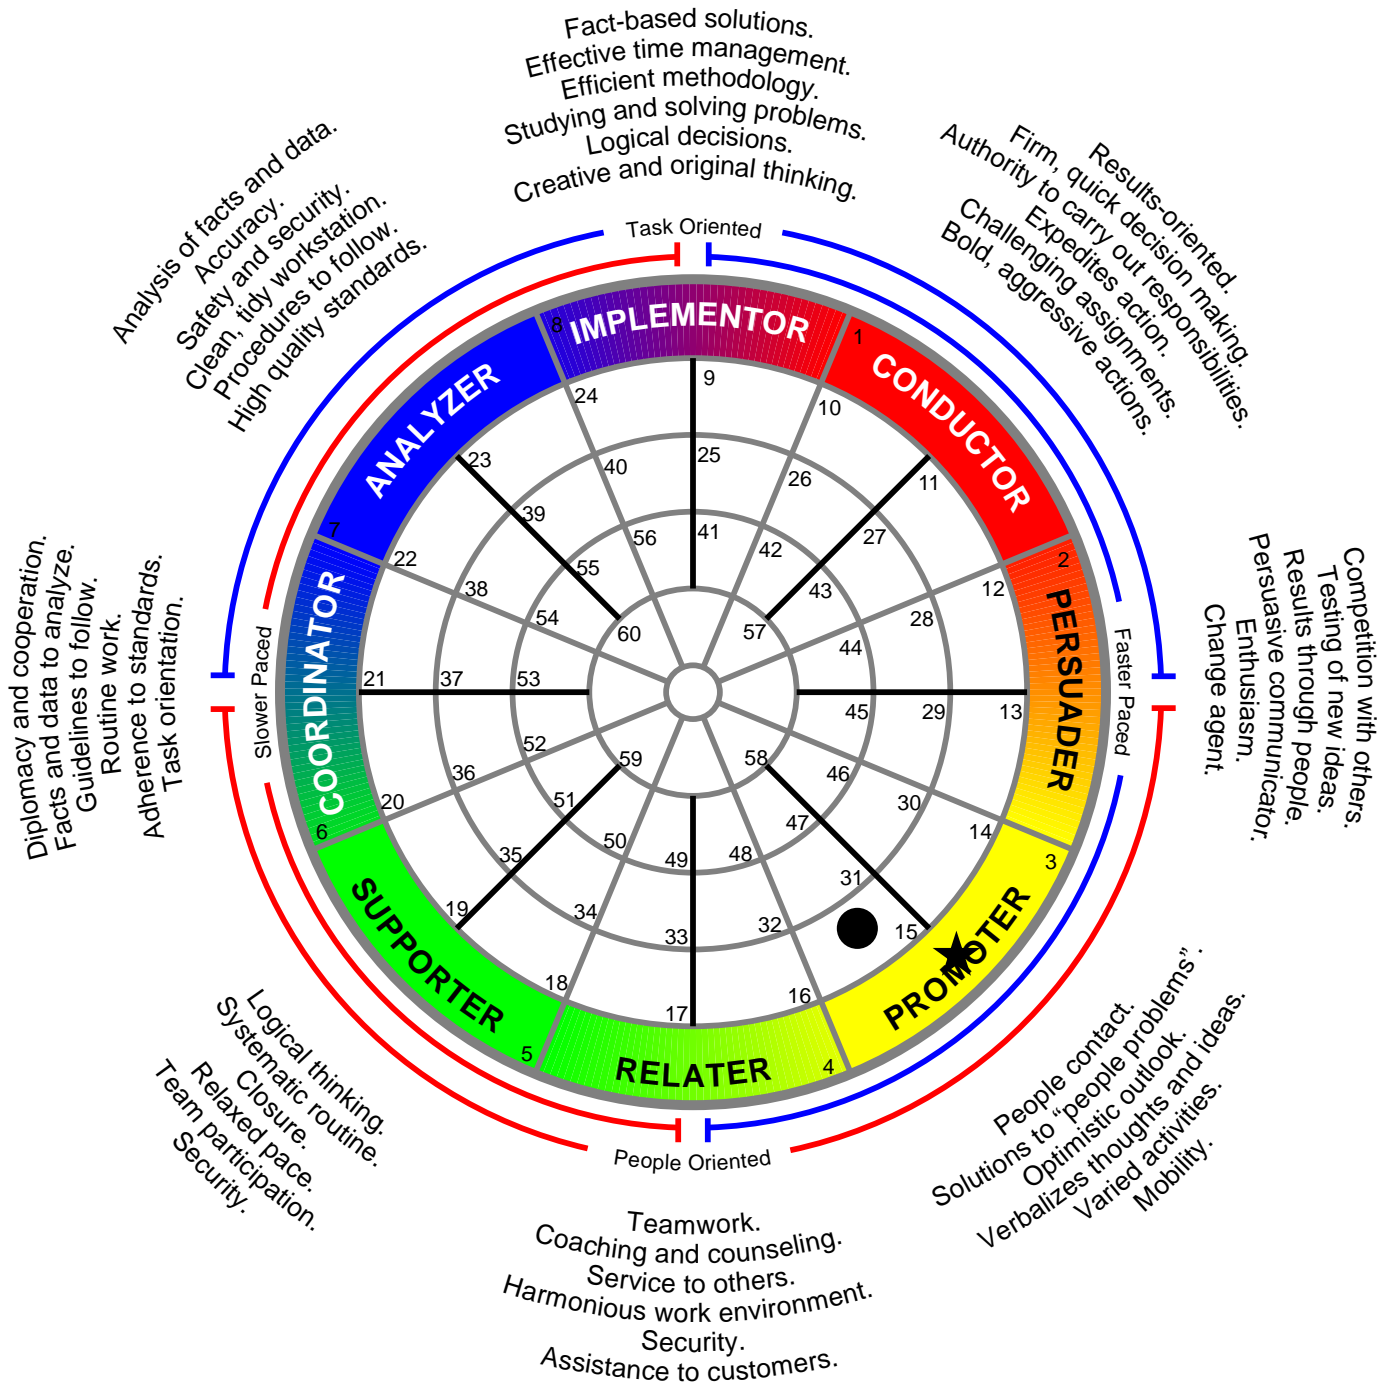 Fact-based solutions.
Effective time management.
Efficient methodology.
Studying and solving problems.
Logical decisions.
Creative and original thinking.
Results-oriented.
Firm, quick decision making.
Authority to carry out responsibilities.
Expedites action.
Challenging assignments.
Bold, aggressive actions.
Competition with others.
Testing of new ideas.
Results through people.
Persuasive communicator.
Enthusiasm.
Change agent.
People contact.
Solutions to “people problems”.
Optimistic outlook.
Verbalizes thoughts and ideas.
Varied activities.
Mobility.
Teamwork.
Coaching and counseling.
Service to others.
Harmonious work environment.
Security.
Assistance to customers.
Logical thinking.
Systematic routine.
Closure.
Relaxed pace.
Team participation.
Security.
Diplomacy and cooperation.
Facts and data to analyze.
Guidelines to follow.
Routine work.
Adherence to standards.
Task orientation.
Analysis of facts and data.
Accuracy.
Safety and security.
Clean, tidy workstation.
Procedures to follow.
High quality standards.
Task Oriented
Faster Paced
People Oriented
Slower Paced
IMPLEMENTOR
CONDUCTOR
PERSUADER
PROMOTER
RELATER
SUPPORTER
COORDINATOR
ANALYZER
1
2
3
4
5
6
7
8
9
10
11
12
13
14
15
16
17
18
19
20
21
22
23
24
25
26
27
28
29
30
31
32
33
34
35
36
37
38
39
40
41
42
43
44
45
46
47
48
49
50
51
52
53
54
55
56
57
58
59
60